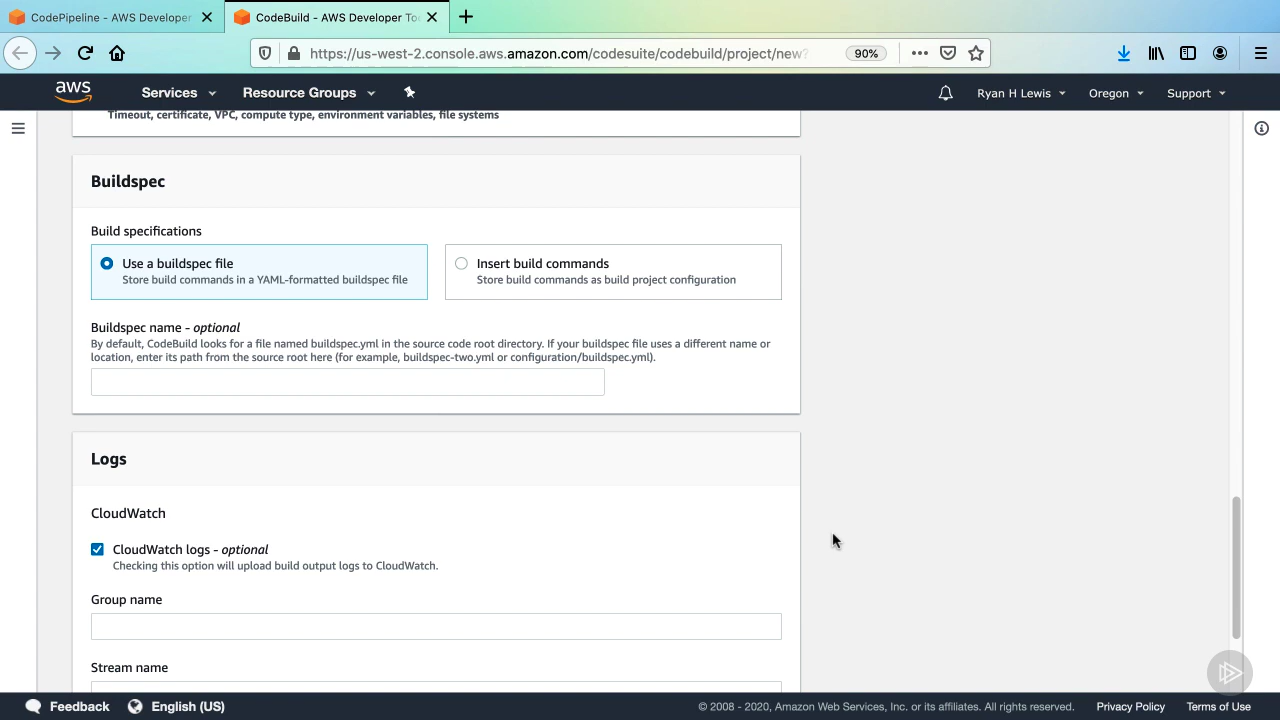 CodePipeline - AWS Developer
CodeBuild - AWS Developer To
https://us-west-2.console.aws.amazon.com/codesuite/codebuild/project/new?
90%
aws
Services
Resource Groups
Ryan H Lewis
Oregon
Support
Timeout, certificate, VPC, compute type, environment variables, file systems
Buildspec
Build specifications
Use a buildspec file
Store build commands in a YAML-formatted buildspec file
Insert build commands
Store build commands as build project configuration
Buildspec name - optional
By default, CodeBuild looks for a file named buildspec.yml in the source code root directory. If your buildspec file uses a different name or
location, enter its path from the source root here (for example, buildspec-two.yml or configuration/buildspec.yml).
Logs
CloudWatch
CloudWatch logs - optional
Checking this option will upload build output logs to CloudWatch.
Group name
Stream name
Feedback
English (US)
© 2008 - 2020, Amazon Web Services, Inc. or its affiliates. All rights reserved.
Privacy Policy
Terms of Use